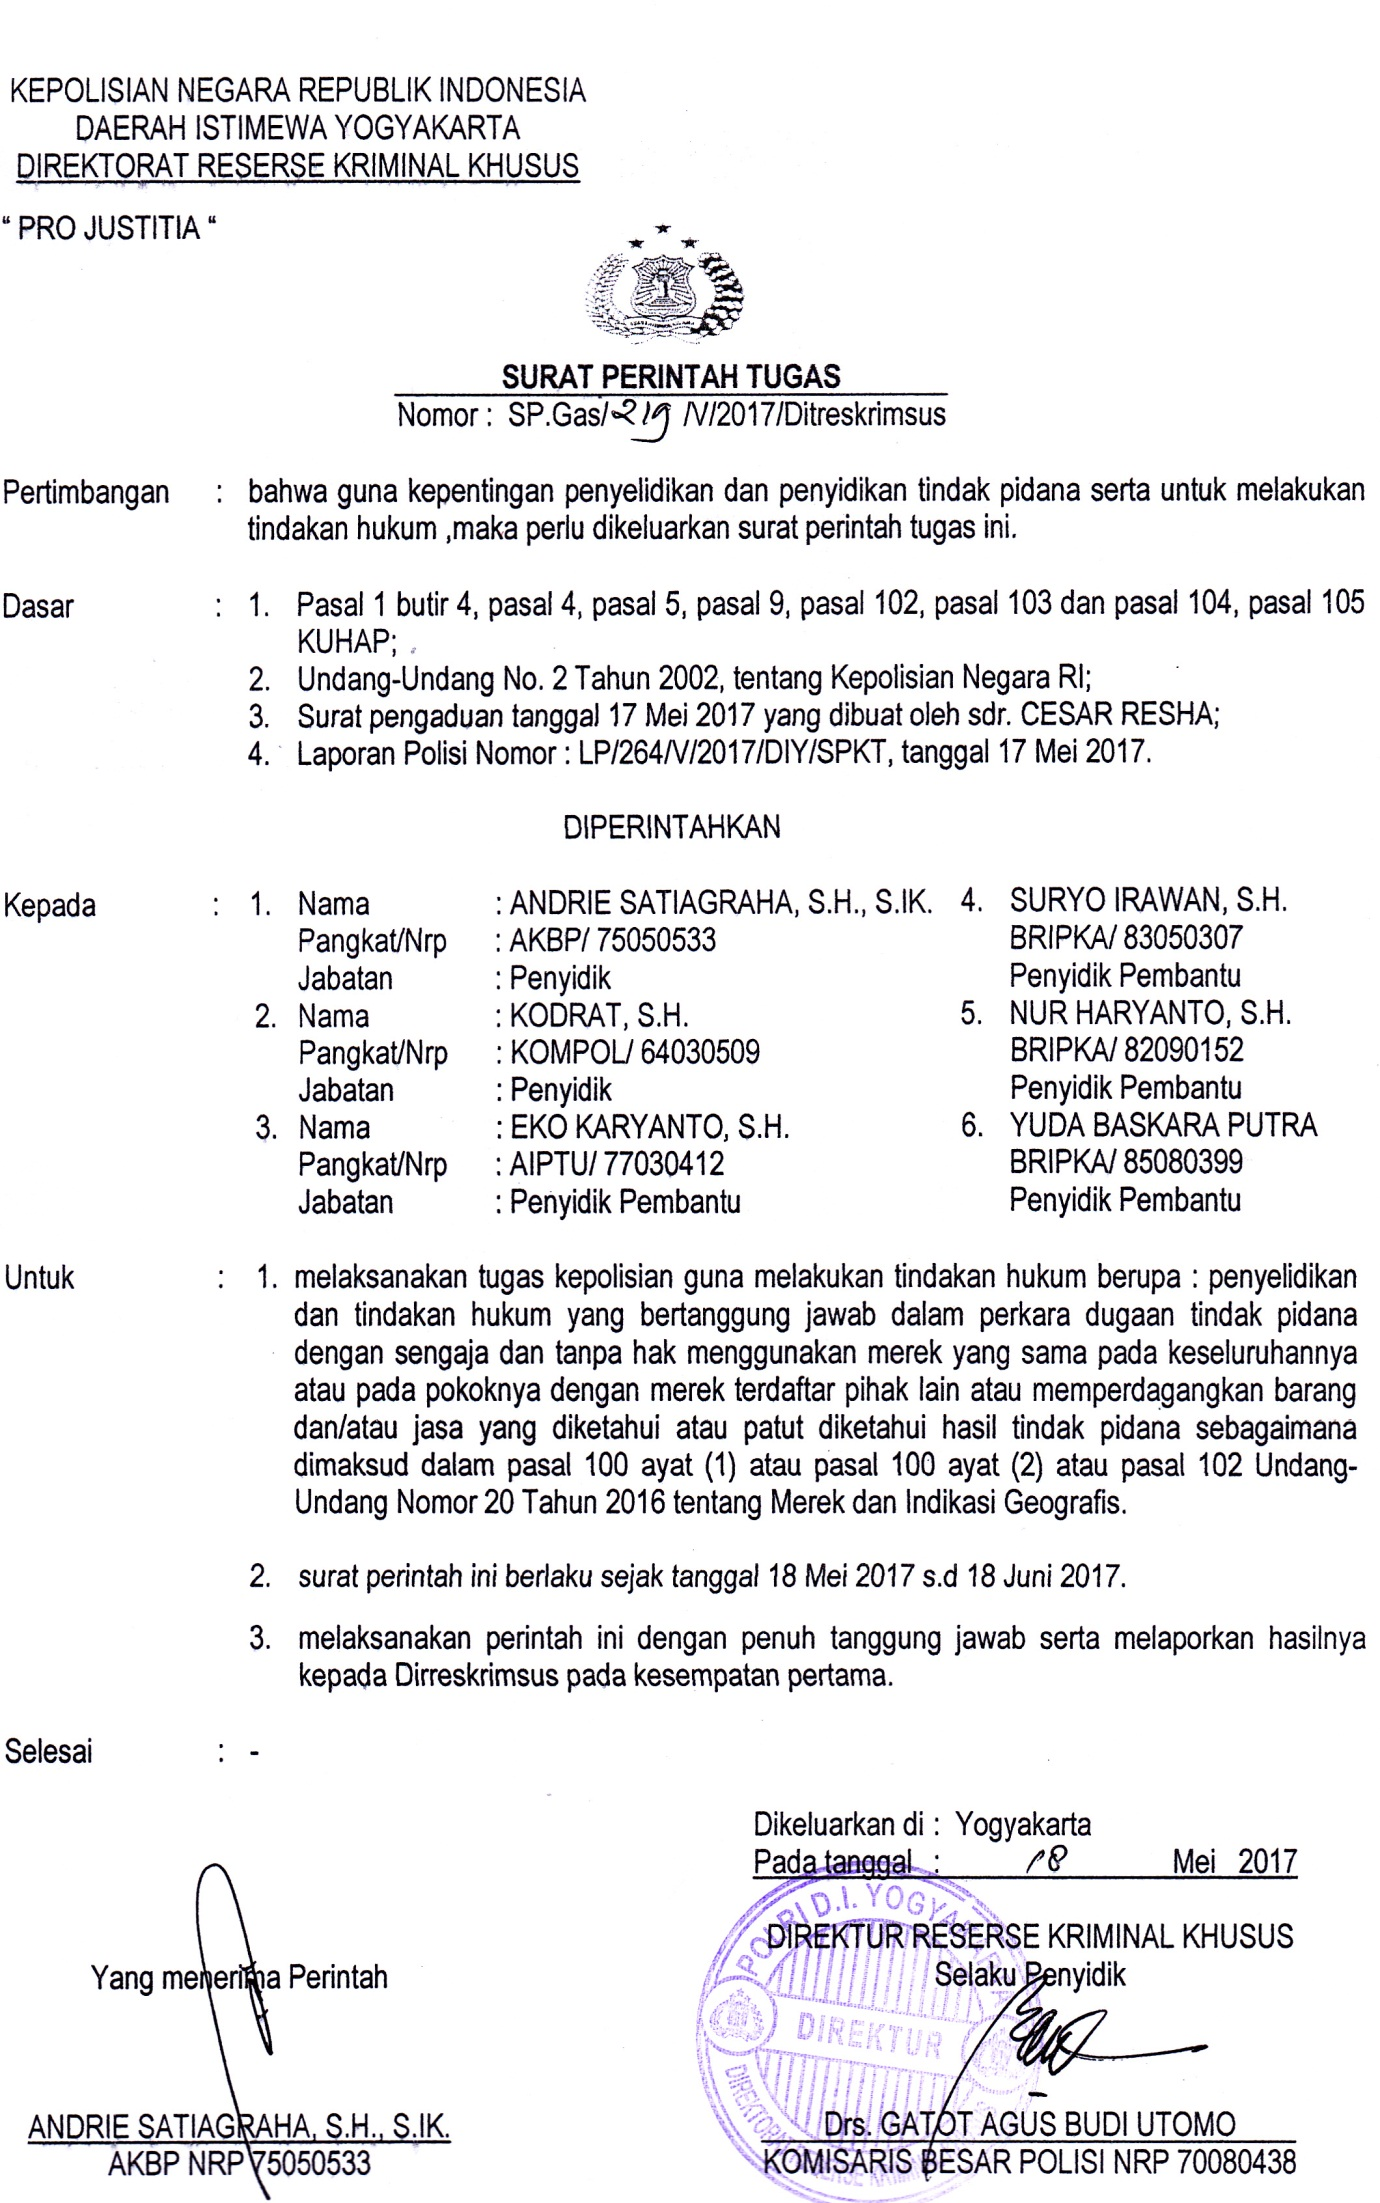 KEPOLISIAN NEGARA REPUBLIK INDONESIA
DAERAH ISTIMEWA YOGYAKARTA
DIREKTORAT RESERSE KRIMINAL KHUSUS
“ PRO JUSTITIA “
SURAT PERINTAH TUGAS
Nomor : SP.Gas/219 /V/2017/Ditreskrimsus
Pertimbangan : bahwa guna kepentingan penyelidikan dan penyidikan tindak pidana serta untuk melakukan
tindakan hukum ,maka perlu dikeluarkan surat perintah tugas ini.
Dasar : 1. Pasal 1 butir 4, pasal 4, pasal 5, pasal 9, pasal 102, pasal 103 dan pasal 104, pasal 105
KUHAP;
2. Undang-Undang No. 2 Tahun 2002, tentang Kepolisian Negara RI;
3. Surat pengaduan tanggal 17 Mei 2017 yang dibuat oleh sdr. CESAR RESHA;
4. Laporan Polisi Nomor : LP/264/V/2017/DIY/SPKT, tanggal 17 Mei 2017.
DIPERINTAHKAN
Kepada : 1. Nama : ANDRIE SATIAGRAHA, S.H., S.IK. 4. SURYO IRAWAN, S.H.
Pangkat/Nrp : AKBP/ 75050533 BRIPKA/ 83050307
Jabatan : Penyidik Penyidik Pembantu
2. Nama : KODRAT, S.H. 5. NUR HARYANTO, S.H.
Pangkat/Nrp : KOMPOL/ 64030509 BRIPKA/ 82090152
Jabatan : Penyidik Penyidik Pembantu
3. Nama : EKO KARYANTO, S.H. 6. YUDA BASKARA PUTRA
Pangkat/Nrp : AIPTU/ 77030412 BRIPKA/ 85080399
Jabatan : Penyidik Pembantu Penyidik Pembantu
Untuk : 1. melaksanakan tugas kepolisian guna melakukan tindakan hukum berupa : penyelidikan
dan tindakan hukum yang bertanggung jawab dalam perkara dugaan tindak pidana
dengan sengaja dan tanpa hak menggunakan merek yang sama pada keseluruhannya
atau pada pokoknya dengan merek terdaftar pihak lain atau memperdagangkan barang
dan/atau jasa yang diketahui atau patut diketahui hasil tindak pidana sebagaimana
dimaksud dalam pasal 100 ayat (1) atau pasal 100 ayat (2) atau pasal 102 Undang-
Undang Nomor 20 Tahun 2016 tentang Merek dan Indikasi Geografis.
2. surat perintah ini berlaku sejak tanggal 18 Mei 2017 s.d 18 Juni 2017.
3. melaksanakan perintah ini dengan penuh tanggung jawab serta melaporkan hasilnya
kepada Dirreskrimsus pada kesempatan pertama.
Selesai : -
Dikeluarkan di : Yogyakarta
Pada tanggal : 18 Mei 2017
DIREKTUR RESERSE KRIMINAL KHUSUS
Selaku Penyidik
Yang menerima Perintah
POLRI D.I. YOGYAKARTA
DIREKTUR
ANDRIE SATIAGRAHA, S.H., S.IK.
AKBP NRP 75050533
Drs. GATOT AGUS BUDI UTOMO
KOMISARIS BESAR POLISI NRP 70080438